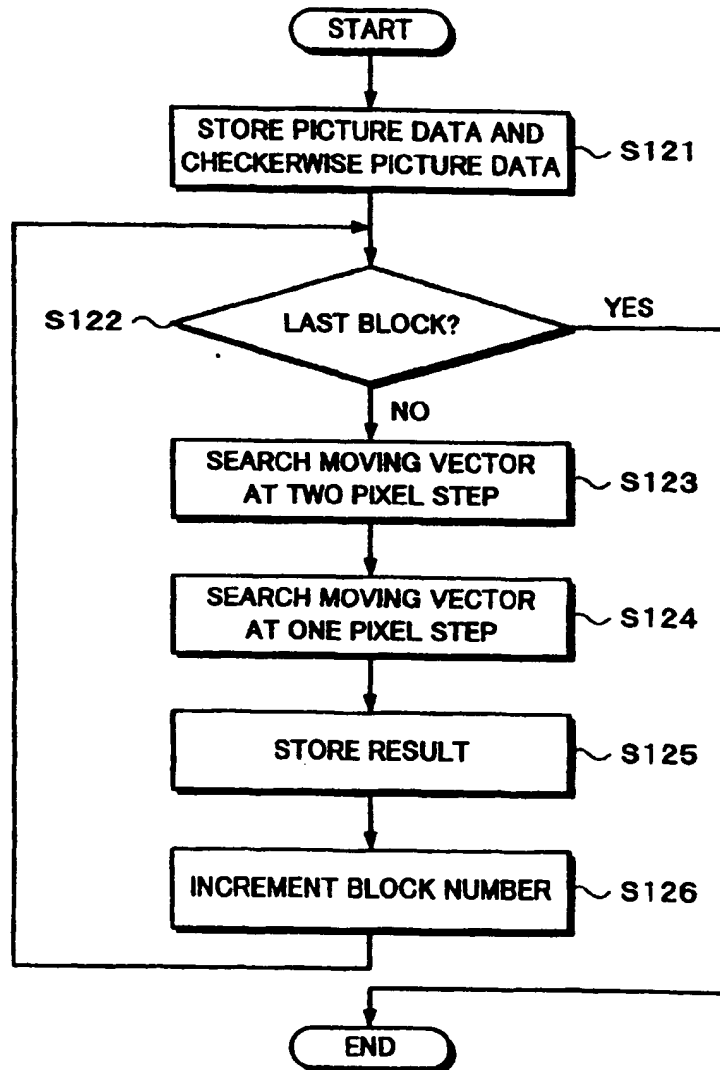 START
STORE PICTURE DATA AND
CHECKERWISE PICTURE DATA
S121
S122
LAST BLOCK?
YES
NO
SEARCH MOVING VECTOR
AT TWO PIXEL STEP
S123
SEARCH MOVING VECTOR
AT ONE PIXEL STEP
S124
STORE RESULT
S125
INCREMENT BLOCK NUMBER
S126
END